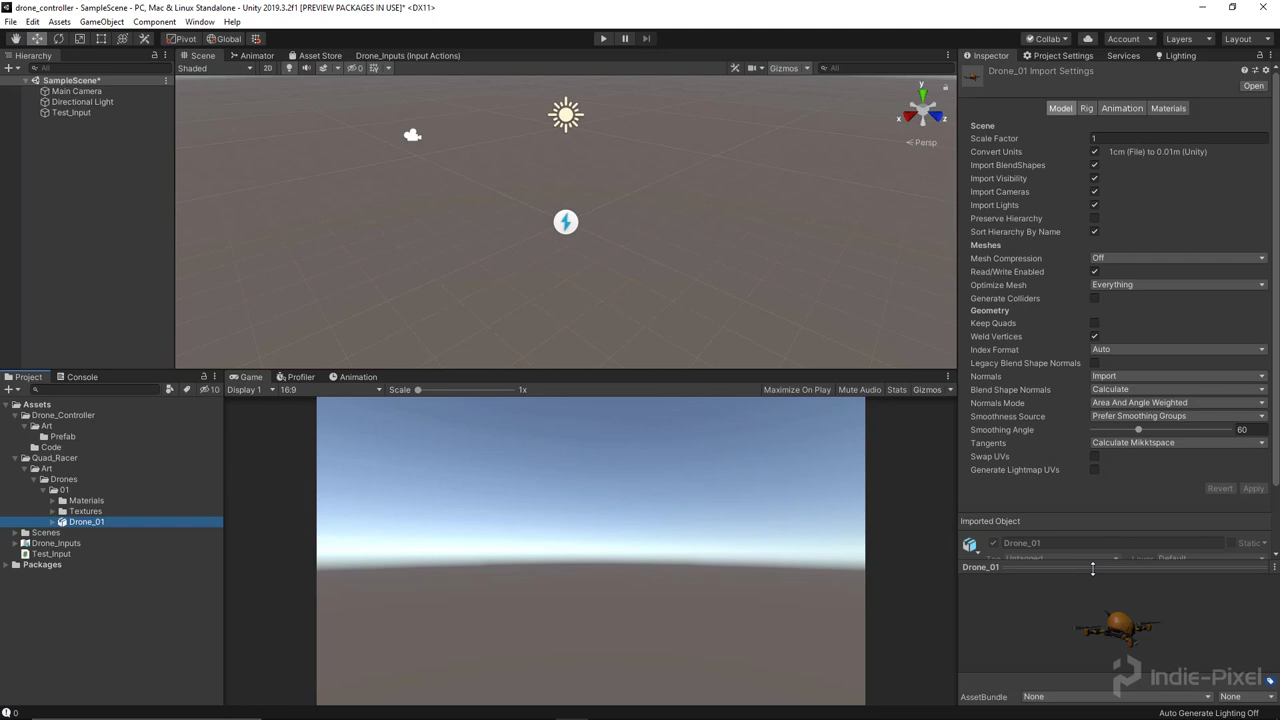 drone_controller - SampleScene - PC, Mac & Linux Standalone - Unity 2019.3.2f1 [PREVIEW PACKAGES IN USE]* <DX11>
File Edit Assets GameObject Component Window Help
Pivot Global Collab Account Layers Layout
Hierarchy
All
SampleScene*
Main Camera
Directional Light
Test_Input
Scene Animator Asset Store Drone_Inputs (Input Actions)
Shaded 2D 0 Gizmos All
y
x z
Persp
Project Console
10
Assets
Drone_Controller
Art
Prefab
Code
Quad_Racer
Art
Drones
01
Materials
Textures
Drone_01
Scenes
Drone_Inputs
Test_Input
Packages
Game Profiler Animation
Display 1 16:9 Scale 1x Maximize On Play Mute Audio Stats Gizmos
Inspector Project Settings Services Lighting
Drone_01 Import Settings
Open
Model Rig Animation Materials
Scene
Scale Factor 1
Convert Units 1cm (File) to 0.01m (Unity)
Import BlendShapes
Import Visibility
Import Cameras
Import Lights
Preserve Hierarchy
Sort Hierarchy By Name
Meshes
Mesh Compression Off
Read/Write Enabled
Optimize Mesh Everything
Generate Colliders
Geometry
Keep Quads
Weld Vertices
Index Format Auto
Legacy Blend Shape Normals
Normals Import
Blend Shape Normals Calculate
Normals Mode Area And Angle Weighted
Smoothness Source Prefer Smoothing Groups
Smoothing Angle 60
Tangents Calculate Mikktspace
Swap UVs
Generate Lightmap UVs
Revert Apply
Imported Object
Drone_01 Static
Tag Untagged Layer Default
Drone_01
Indie-Pixel
AssetBundle None None
0
Auto Generate Lighting Off